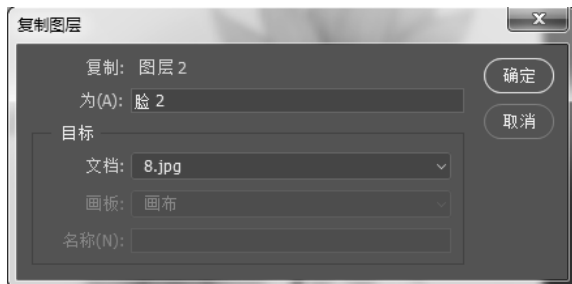 复制图层
复制: 图层 2
为(A): 脸 2
确定
取消
目标
文档: 8.jpg
画板: 画布
名称(N):